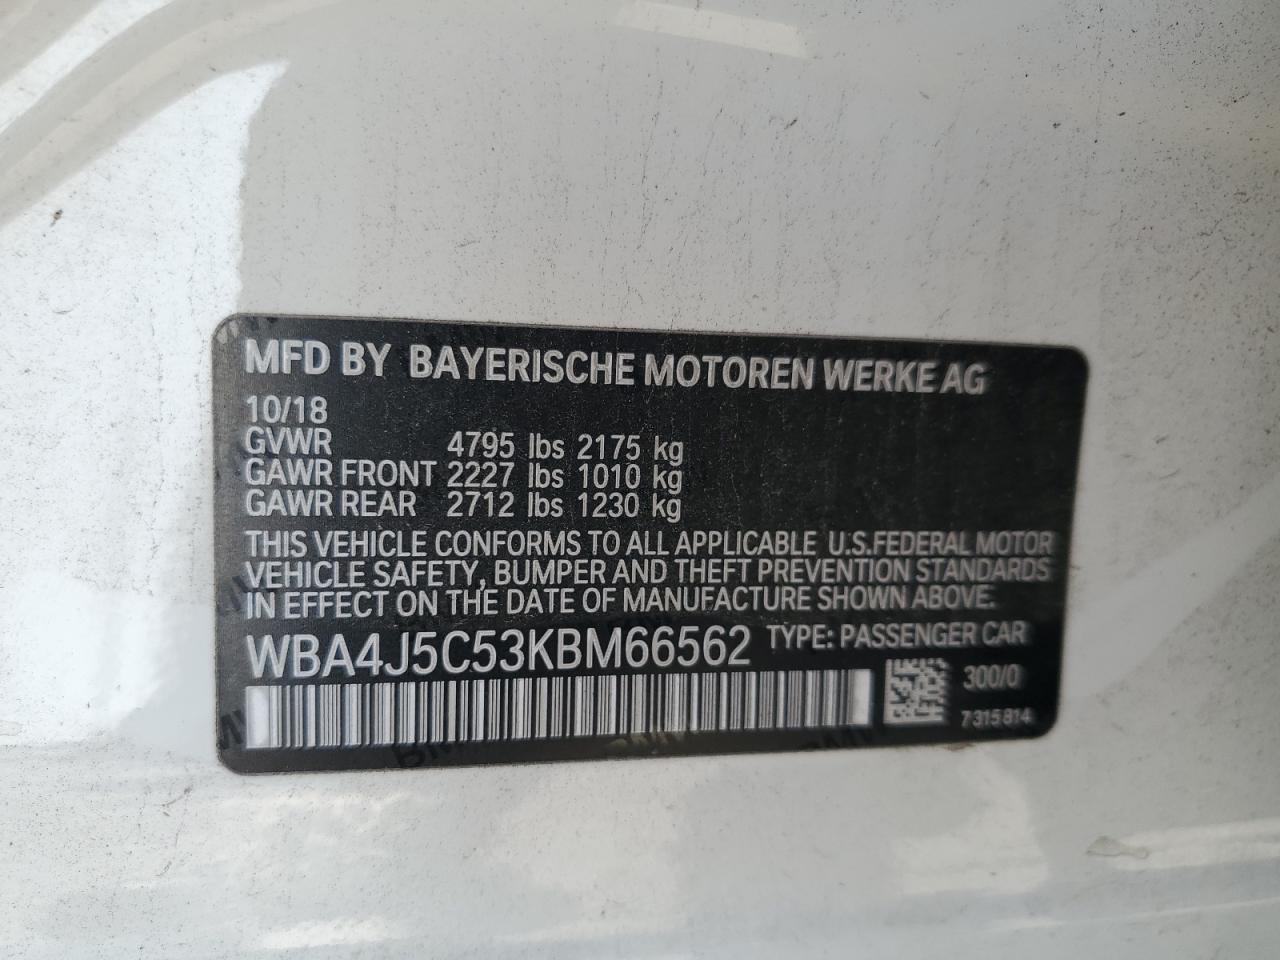 MFD BY BAYERISCHE MOTOREN WERKE AG
10/18
GVWR 4795 lbs 2175 kg
GAWR FRONT 2227 lbs 1010 kg
GAWR REAR 2712 lbs 1230 kg
THIS VEHICLE CONFORMS TO ALL APPLICABLE U.S.FEDERAL MOTOR
VEHICLE SAFETY, BUMPER AND THEFT PREVENTION STANDARDS
IN EFFECT ON THE DATE OF MANUFACTURE SHOWN ABOVE.
WBA4J5C53KBM66562 TYPE: PASSENGER CAR
300/0
7315814